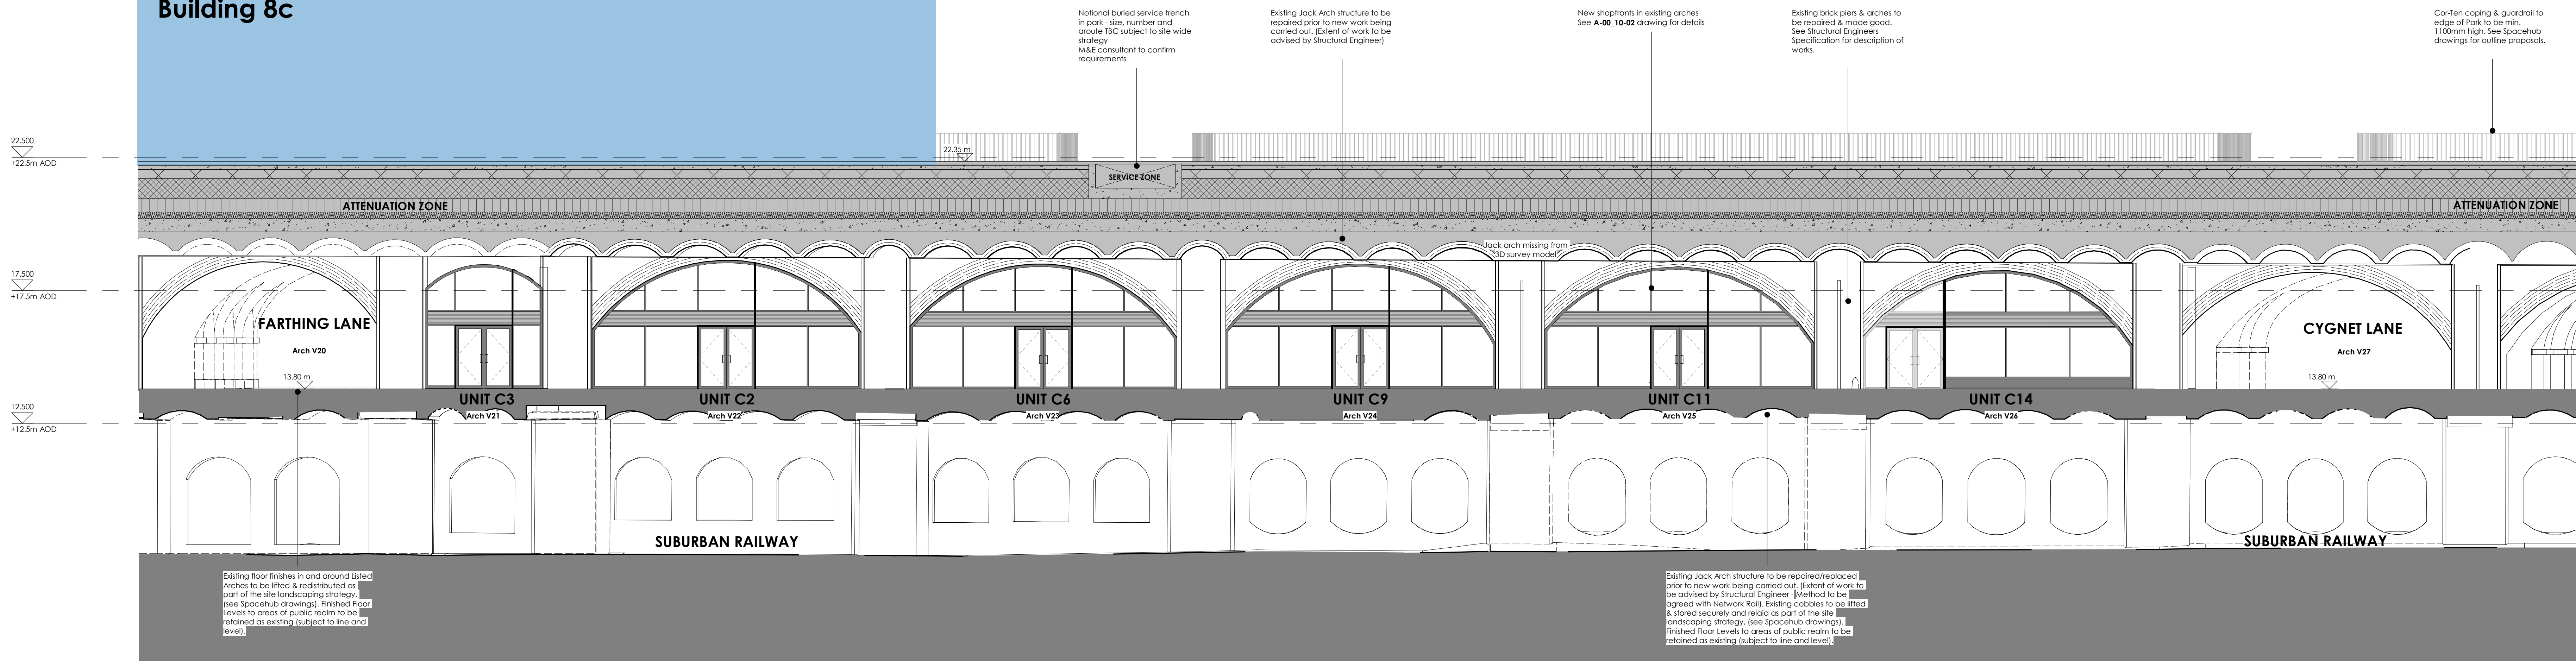 Building 8c
Notional buried service trench
in park - size, number and
aroute TBC subject to site wide
strategy
M&E consultant to confirm
requirements
Existing Jack Arch structure to be
repaired prior to new work being
carried out. (Extent of work to be
advised by Structural Engineer)
New shopfronts in existing arches
See A-00_10-02 drawing for details
Existing brick piers & arches to
be repaired & made good.
See Structural Engineers
Specification for description of
works.
Cor-Ten coping & guardrail to
edge of Park to be min.
1100mm high. See Spacehub
drawings for outline proposals.
22.500
+22.5m AOD
22.35 m
SERVICE ZONE
ATTENUATION ZONE
ATTENUATION ZONE
Jack arch missing from
3D survey model
17.500
+17.5m AOD
FARTHING LANE
Arch V20
13.80 m
CYGNET LANE
Arch V27
13.80 m
12.500
+12.5m AOD
UNIT C3
Arch V21
UNIT C2
Arch V22
UNIT C6
Arch V23
UNIT C9
Arch V24
UNIT C11
Arch V25
UNIT C14
Arch V26
SUBURBAN RAILWAY
SUBURBAN RAILWAY
Existing floor finishes in and around Listed
Arches to be lifted & redistributed as
part of the site landscaping strategy,
(see Spacehub drawings). Finished Floor
Levels to areas of public realm to be
retained as existing (subject to line and
level).
Existing Jack Arch structure to be repaired/replaced
prior to new work being carried out. (Extent of work to
be advised by Structural Engineer - Method to be
agreed with Network Rail). Existing cobbles to be lifted
& stored securely and relaid as part of the site
landscaping strategy, (see Spacehub drawings).
Finished Floor Levels to areas of public realm to be
retained as existing (subject to line and level).